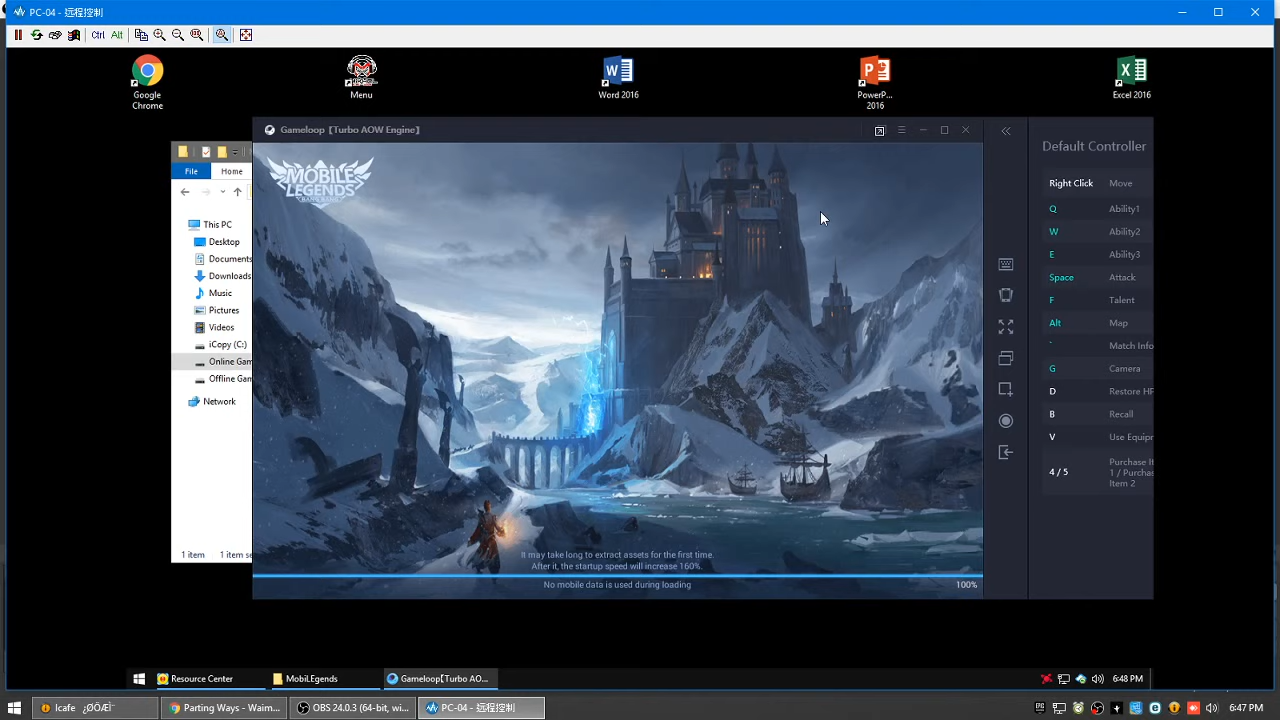 PC-04 - 远程控制
Ctrl Alt
Google
Chrome
Menu
Word 2016
PowerP...
2016
Excel 2016
Gameloop【Turbo AOW Engine】
File Home
This PC
Desktop
Documents
Downloads
Music
Pictures
Videos
iCopy (C:)
Online Gam
Offline Gam
Network
1 item 1 item se
MOBILE
LEGENDS
BANG BANG
It may take long to extract assets for the first time.
After it, the startup speed will increase 160%.
No mobile data is used during loading
100%
Default Controller
Right Click Move
Q Ability1
W Ability2
E Ability3
Space Attack
F Talent
Alt Map
` Match Info
G Camera
D Restore HP
B Recall
V Use Equip
4 / 5 Purchase It
1 / Purchas
Item 2
Resource Center MobiLEgends Gameloop【Turbo AO... 6:48 PM
Icafe ¿ØÖÆÌ¨ Parting Ways - Waim... OBS 24.0.3 (64-bit, wi... PC-04 - 远程控制 6:47 PM